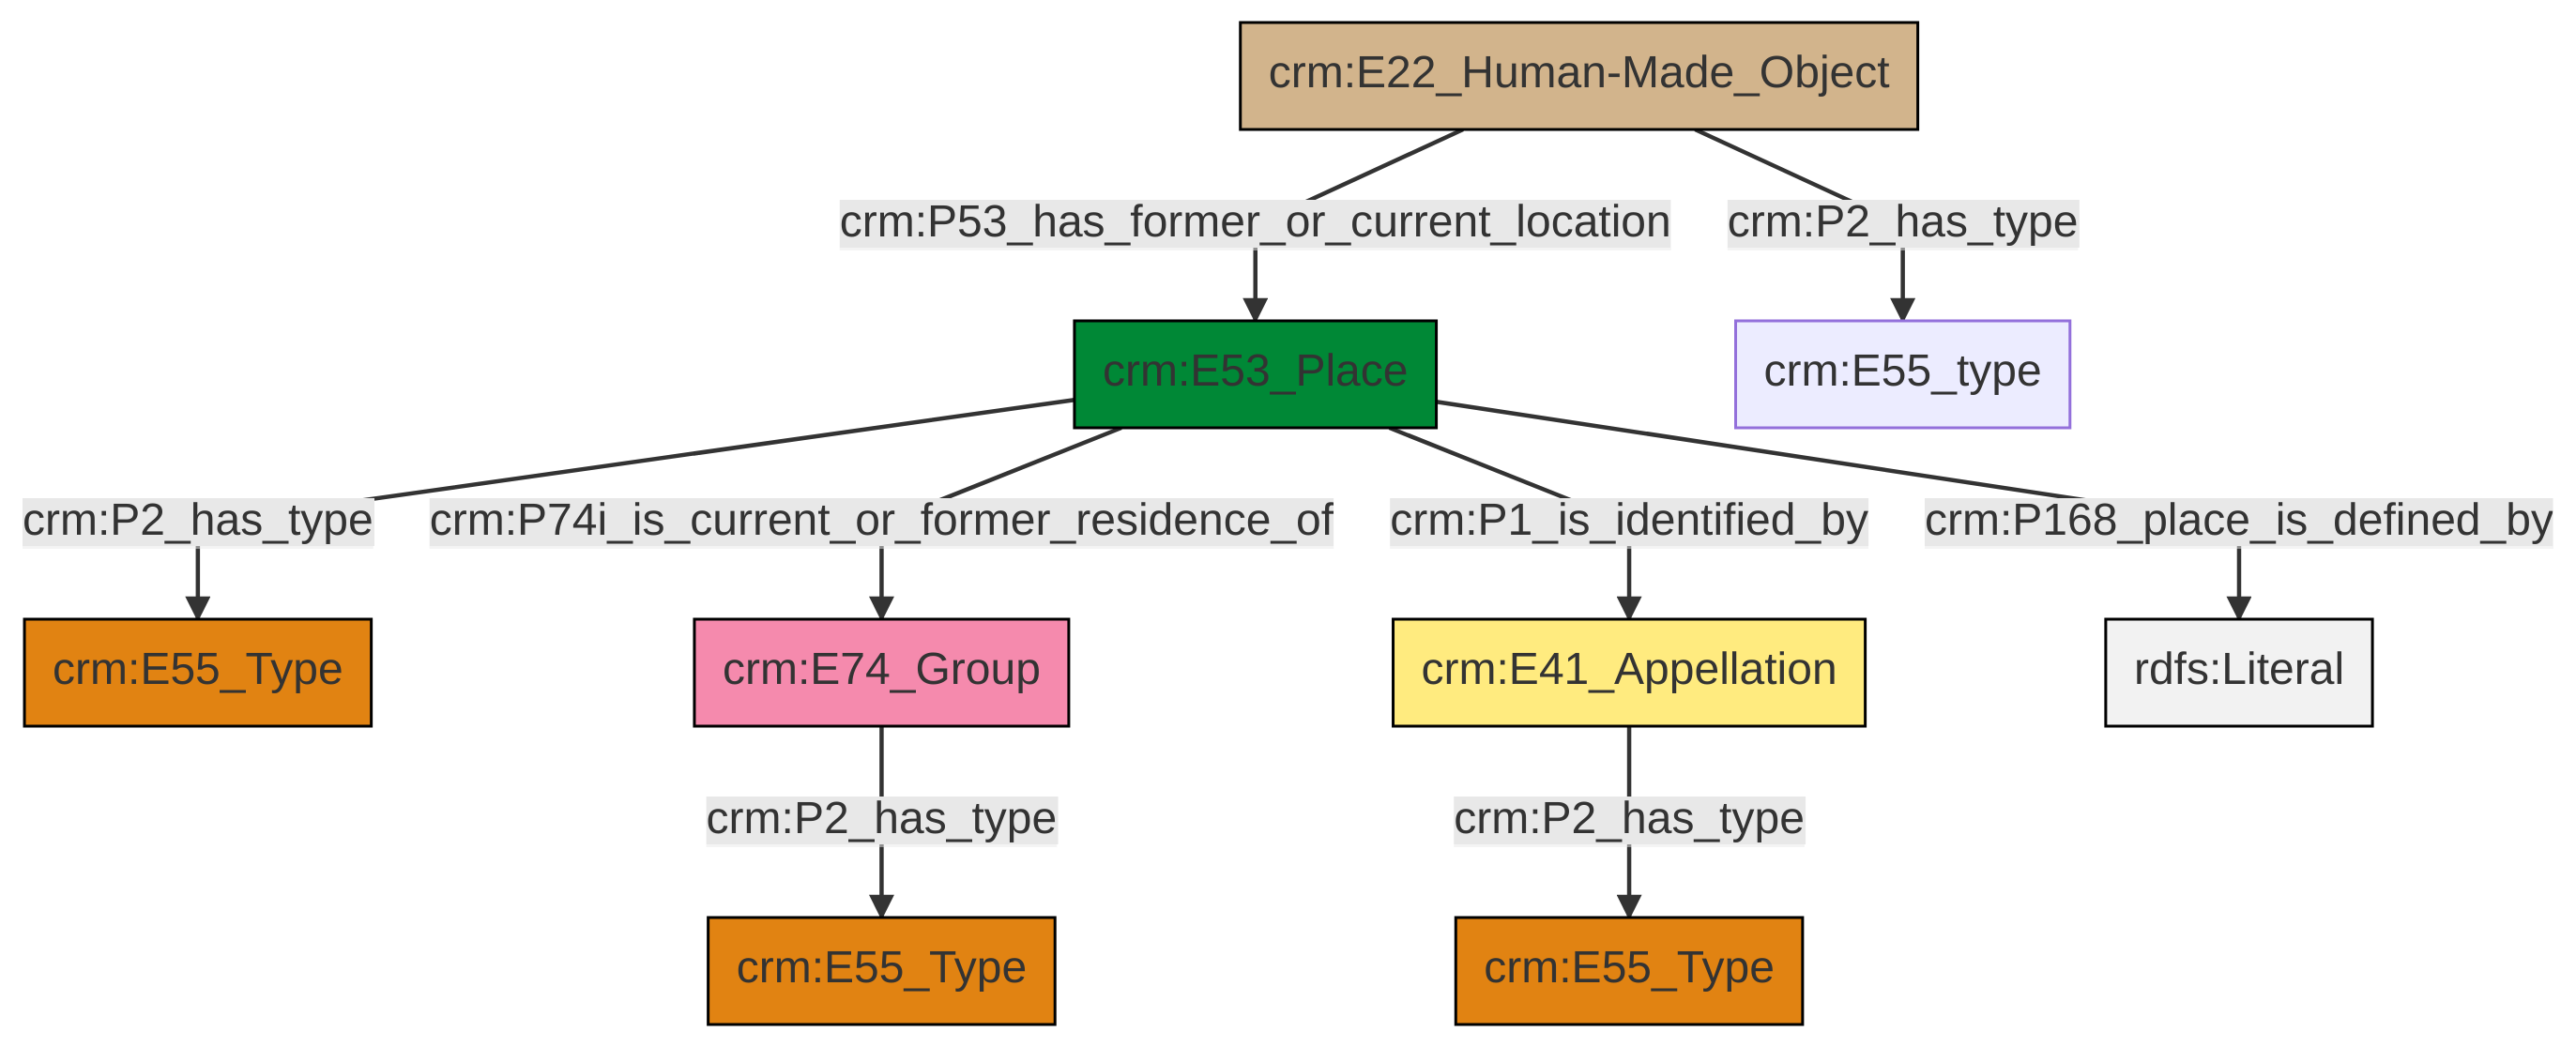 crm:E22_Human-Made_Object
crm:P53_has_former_or_current_location
crm:P2_has_type
crm:E53_Place
crm:E55_type
crm:P2_has_type
crm:P74i_is_current_or_former_residence_of
crm:P1_is_identified_by
crm:P168_place_is_defined_by
crm:E55_Type
crm:E74_Group
crm:E41_Appellation
rdfs:Literal
crm:P2_has_type
crm:P2_has_type
crm:E55_Type
crm:E55_Type